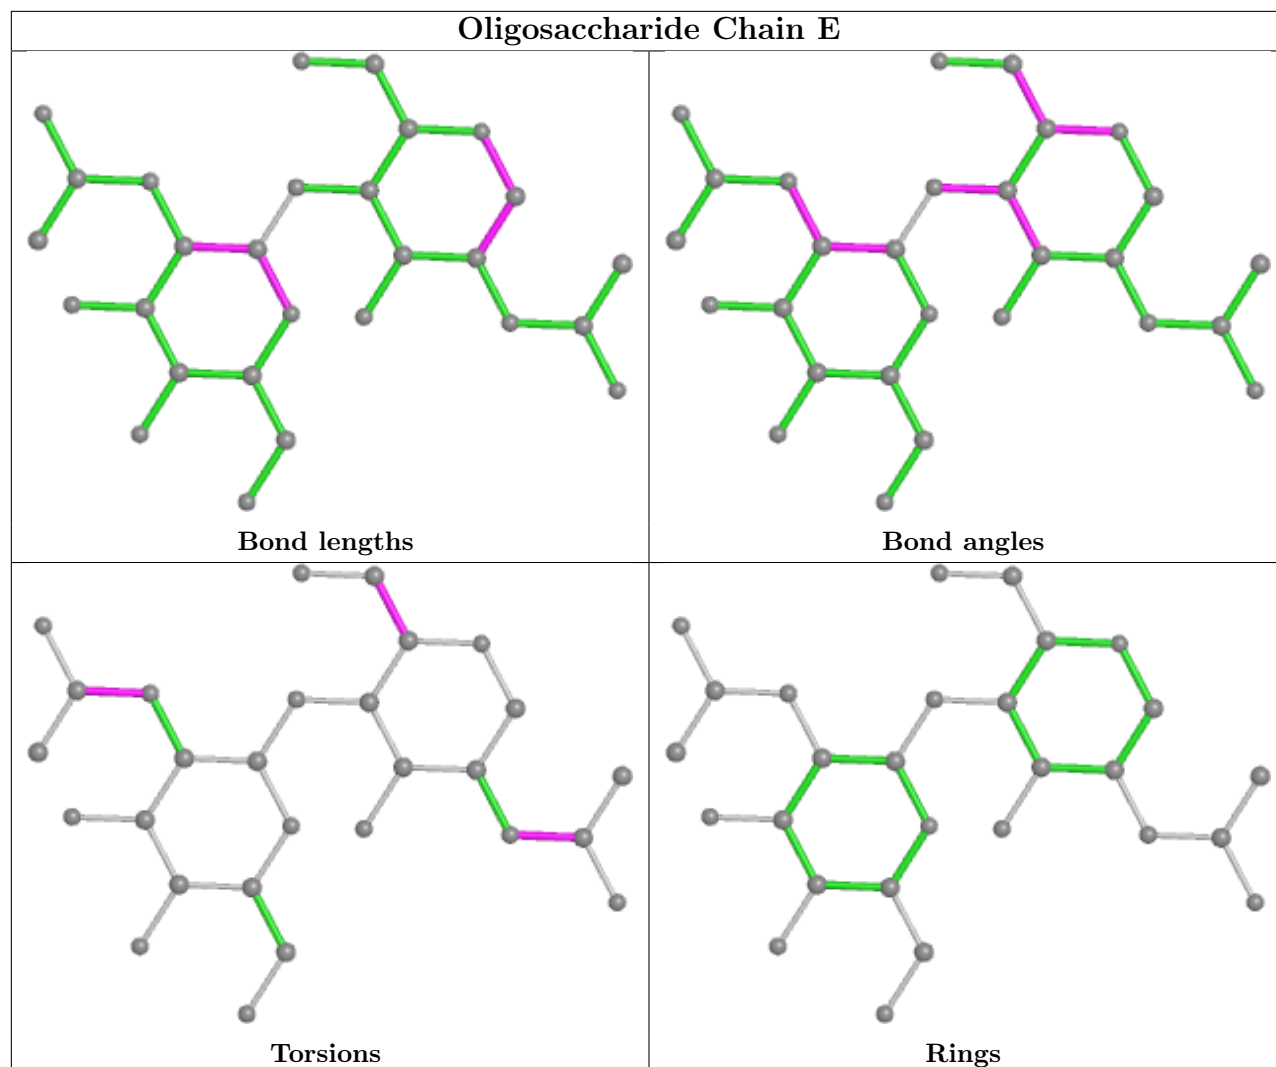 Oligosaccharide Chain E
Bond lengths
Bond angles
Torsions
Rings